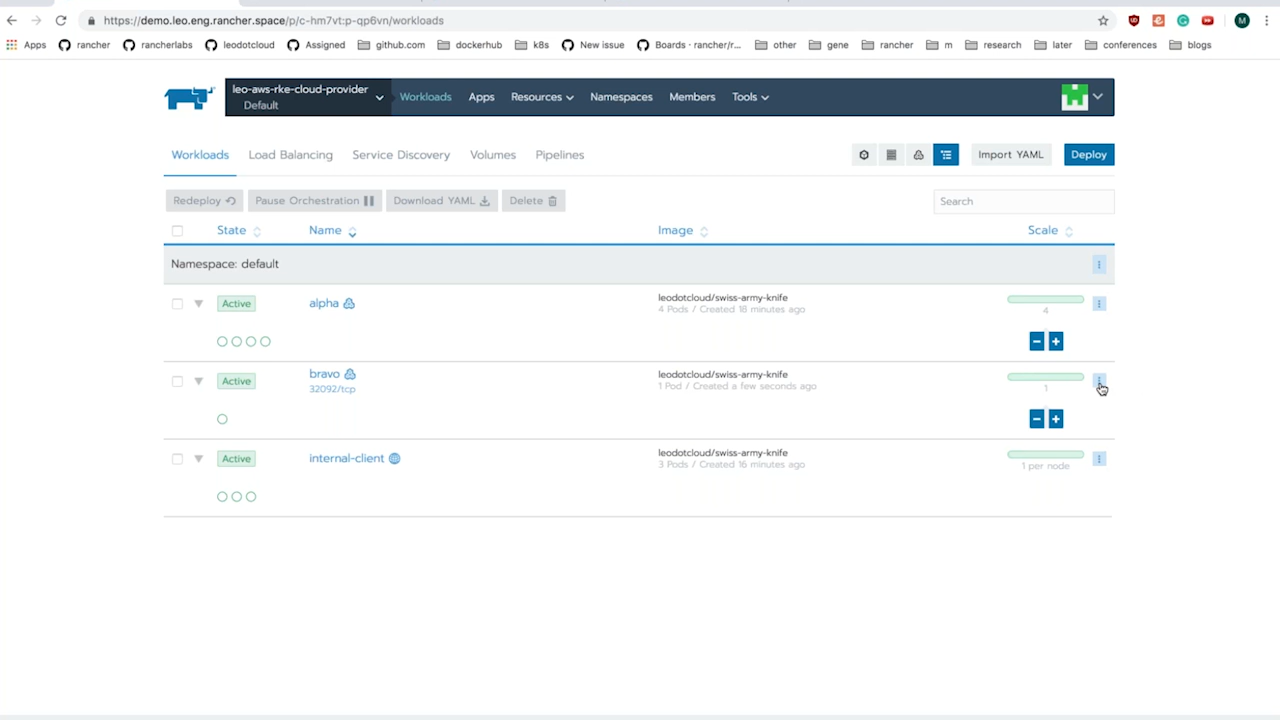 https://demo.leo.eng.rancher.space/p/c-hm7vt:p-qp6vn/workloads
M
Apps rancher rancherlabs leodotcloud Assigned github.com dockerhub k8s New issue Boards · rancher/r... other gene rancher m research later conferences blogs
leo-aws-rke-cloud-provider
Default
Workloads Apps Resources Namespaces Members Tools
Workloads Load Balancing Service Discovery Volumes Pipelines Import YAML Deploy
Redeploy Pause Orchestration Download YAML Delete Search
State Name Image Scale
Namespace: default
Active alpha leodotcloud/swiss-army-knife
4 Pods / Created 18 minutes ago 4
- +
Active bravo leodotcloud/swiss-army-knife
32092/tcp 1 Pod / Created a few seconds ago 1
- +
Active internal-client leodotcloud/swiss-army-knife
3 Pods / Created 16 minutes ago 1 per node